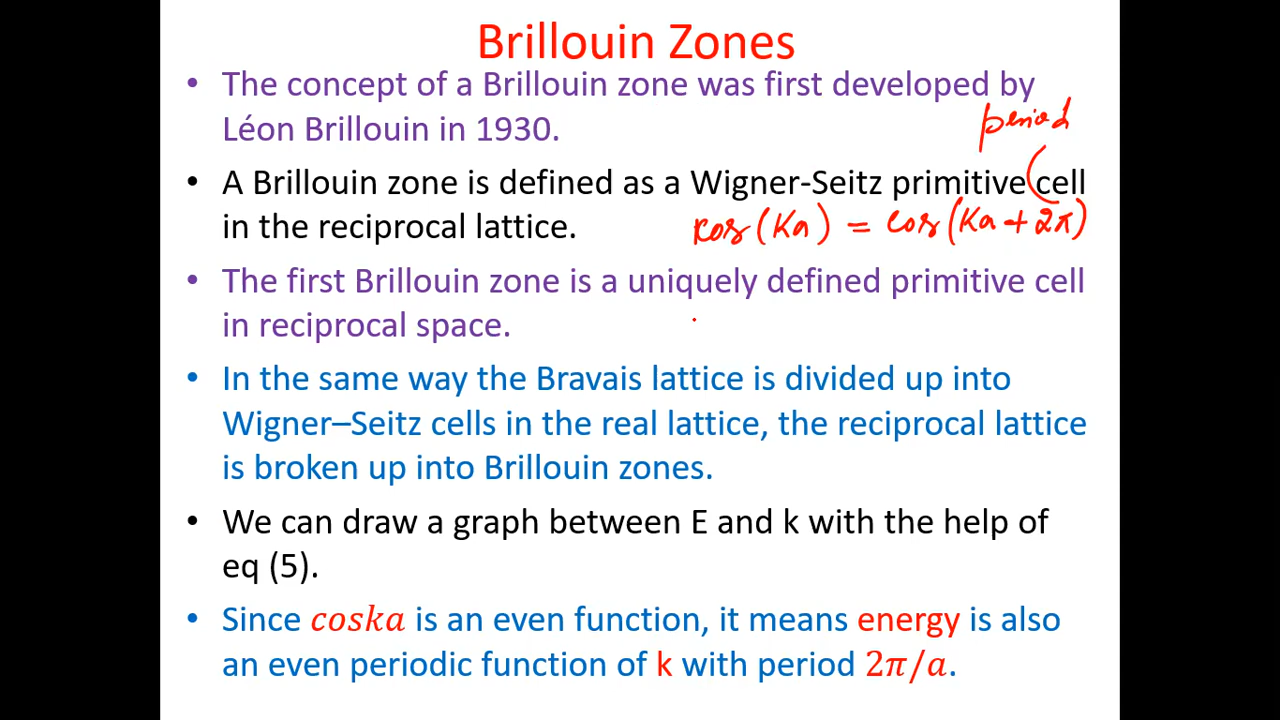 Brillouin Zones
• The concept of a Brillouin zone was first developed by
Léon Brillouin in 1930.
period
• A Brillouin zone is defined as a Wigner-Seitz primitive cell
in the reciprocal lattice.
cos(Ka) = cos(Ka + 2π)
• The first Brillouin zone is a uniquely defined primitive cell
in reciprocal space.
• In the same way the Bravais lattice is divided up into
Wigner–Seitz cells in the real lattice, the reciprocal lattice
is broken up into Brillouin zones.
• We can draw a graph between E and k with the help of
eq (5).
• Since coska is an even function, it means energy is also
an even periodic function of k with period 2π/a.